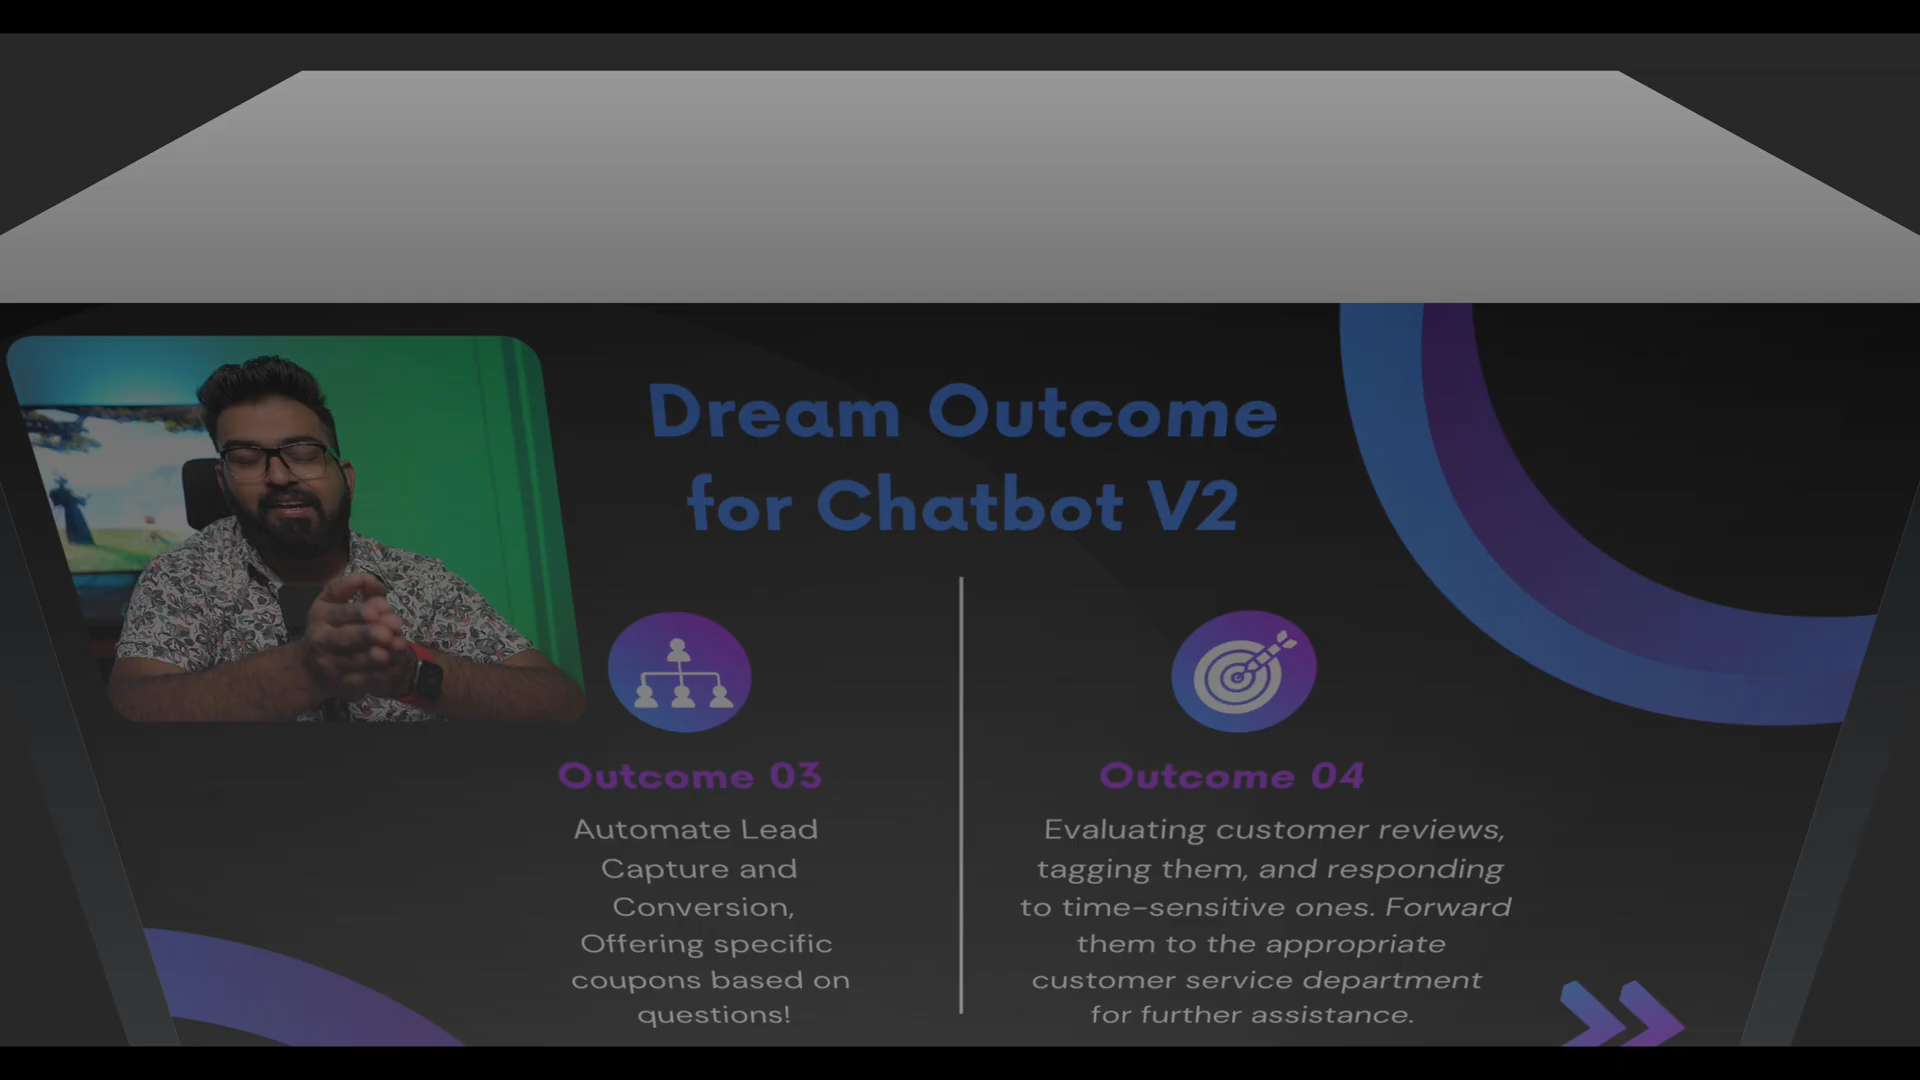 Dream Outcome
for Chatbot V2
Outcome 03
Automate Lead
Capture and
Conversion,
Offering specific
coupons based on
questions!
Outcome 04
Evaluating customer reviews,
tagging them, and responding
to time-sensitive ones. Forward
them to the appropriate
customer service department
for further assistance.